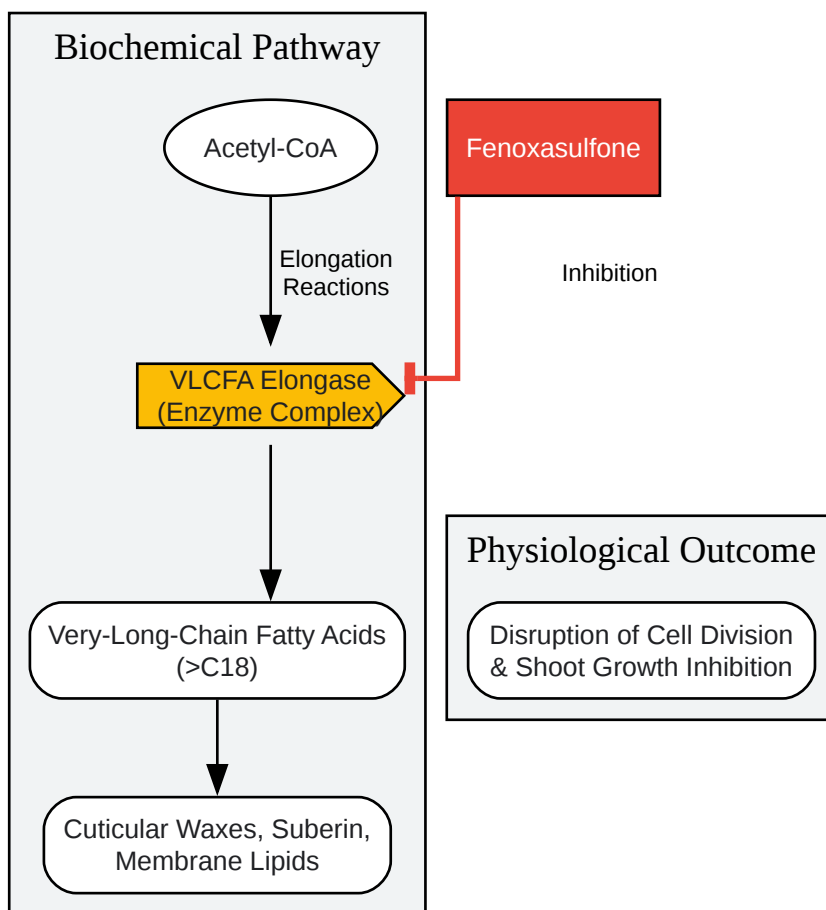 Biochemical Pathway
Acetyl-CoA
Fenoxasulfone
Elongation
Reactions
Inhibition
VLCFA Elongase
(Enzyme Complex)
Physiological Outcome
Very-Long-Chain Fatty Acids
(>C18)
Disruption of Cell Division
& Shoot Growth Inhibition
Cuticular Waxes, Suberin,
Membrane Lipids